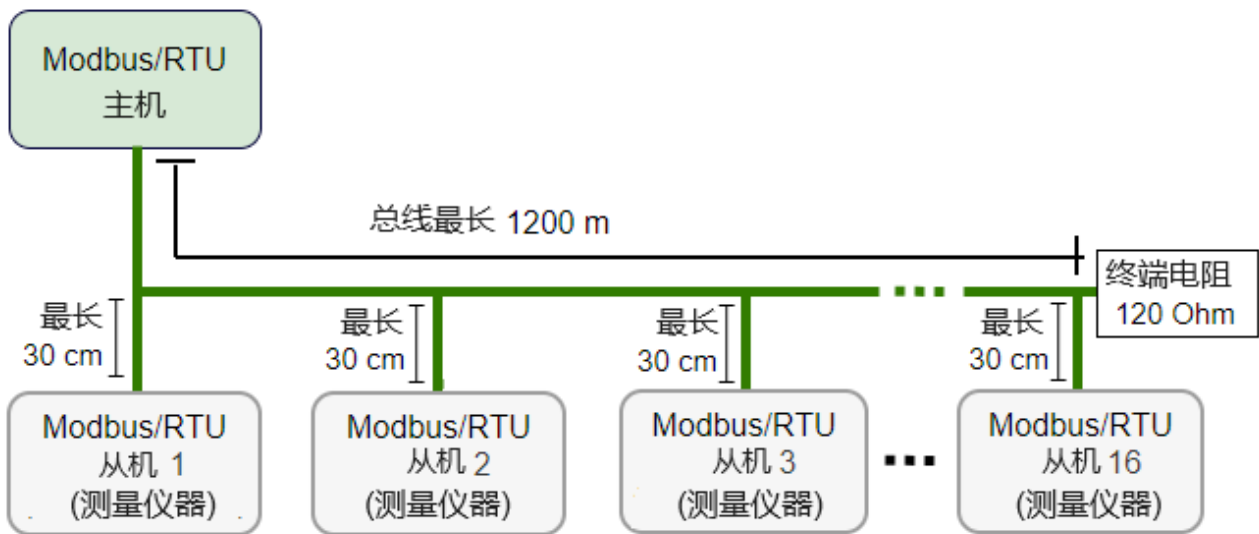 Modbus/RTU
主机
总线最长 1200 m
终端电阻
120 Ohm
最长
30 cm
最长
30 cm
最长
30 cm
最长
30 cm
Modbus/RTU
从机 1
(测量仪器)
Modbus/RTU
从机 2
(测量仪器)
Modbus/RTU
从机 3
(测量仪器)
Modbus/RTU
从机 16
(测量仪器)